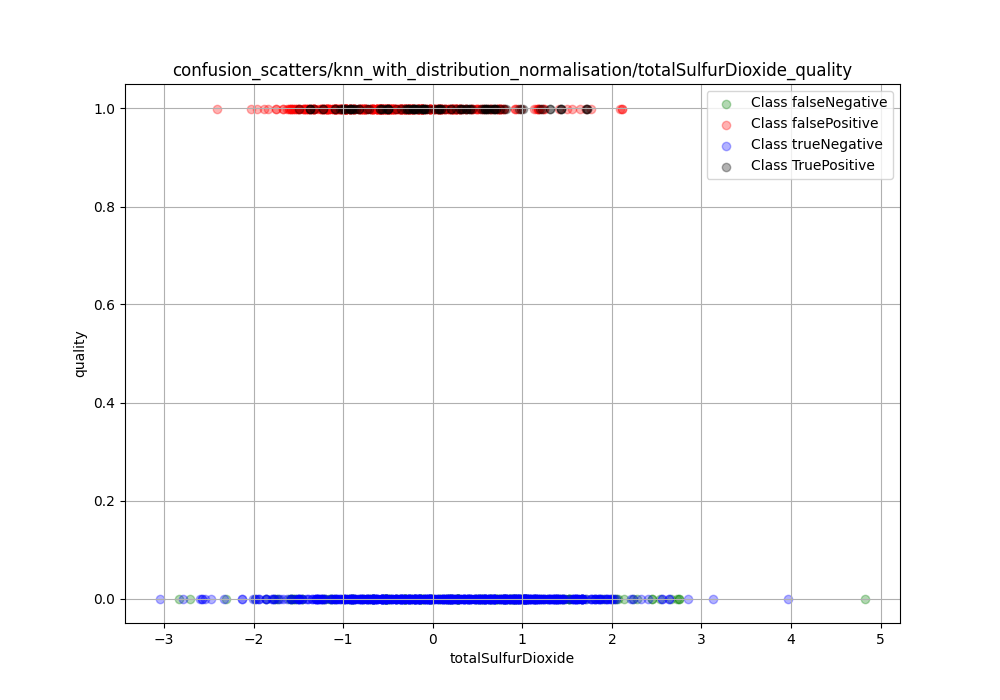 confusion_scatters/knn_with_distribution_normalisation/totalSulfurDioxide_quality
Class falseNegative
Class falsePositive
Class trueNegative
Class TruePositive
1.0
0.8
0.6
0.4
0.2
0.0
quality
−3
−2
−1
0
1
2
3
4
5
totalSulfurDioxide